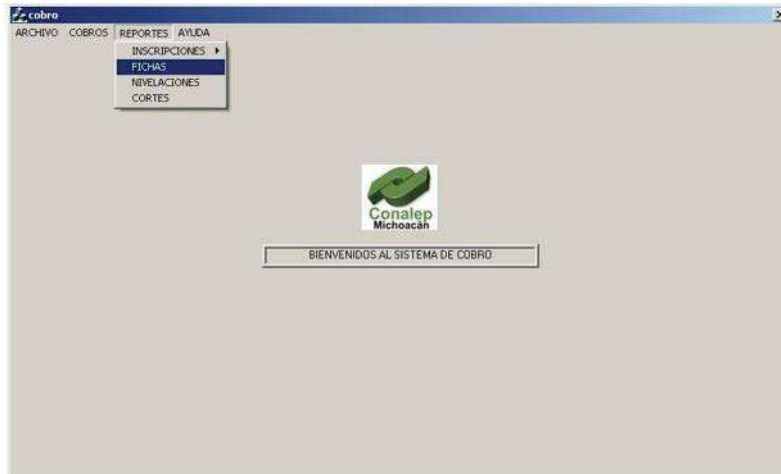 cobro
ARCHIVO COBROS REPORTES AYUDA
INSCRIPCIONES
FICHAS
NIVELACIONES
CORTES
Conalep
Michoacán
BIENVENIDOS AL SISTEMA DE COBRO